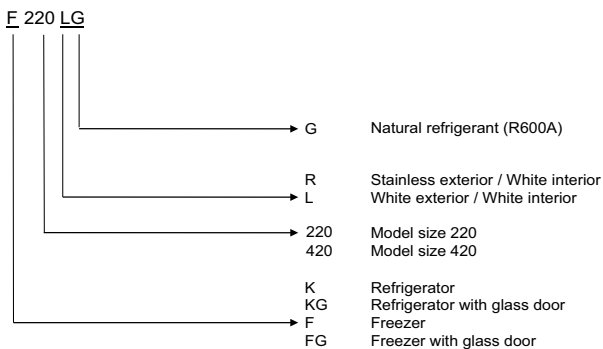 F 220 LG
G Natural refrigerant (R600A)
R Stainless exterior / White interior
L White exterior / White interior
220 Model size 220
420 Model size 420
K Refrigerator
KG Refrigerator with glass door
F Freezer
FG Freezer with glass door